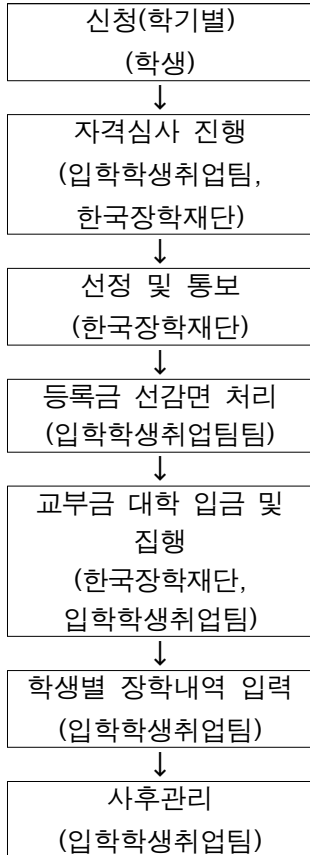 신청(학기별)
(학생)
↓
자격심사 진행
(입학학생취업팀,
한국장학재단)
↓
선정 및 통보
(한국장학재단)
↓
등록금 선감면 처리
(입학학생취업팀팀)
↓
교부금 대학 입금 및
집행
(한국장학재단,
입학학생취업팀)
↓
학생별 장학내역 입력
(입학학생취업팀)
↓
사후관리
(입학학생취업팀)